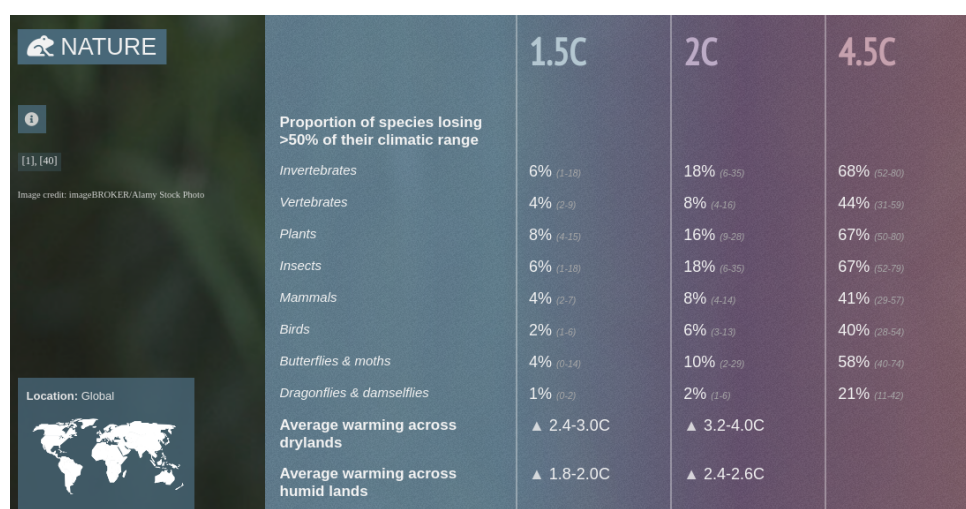 NATURE
1.5C 2C 4.5C
[1], [40]
Image credit: imageBROKER/Alamy Stock Photo
Proportion of species losing
>50% of their climatic range
Invertebrates 6% (1-18) 18% (6-35) 68% (52-80)
Vertebrates 4% (2-9) 8% (4-16) 44% (31-59)
Plants 8% (4-15) 16% (9-28) 67% (50-80)
Insects 6% (1-18) 18% (6-35) 67% (52-79)
Mammals 4% (2-7) 8% (4-14) 41% (29-57)
Birds 2% (1-6) 6% (3-13) 40% (28-54)
Butterflies & moths 4% (0-14) 10% (2-29) 58% (40-74)
Dragonflies & damselflies 1% (0-2) 2% (1-6) 21% (11-42)
Average warming across
drylands ▲ 2.4-3.0C ▲ 3.2-4.0C
Average warming across
humid lands ▲ 1.8-2.0C ▲ 2.4-2.6C
Location: Global